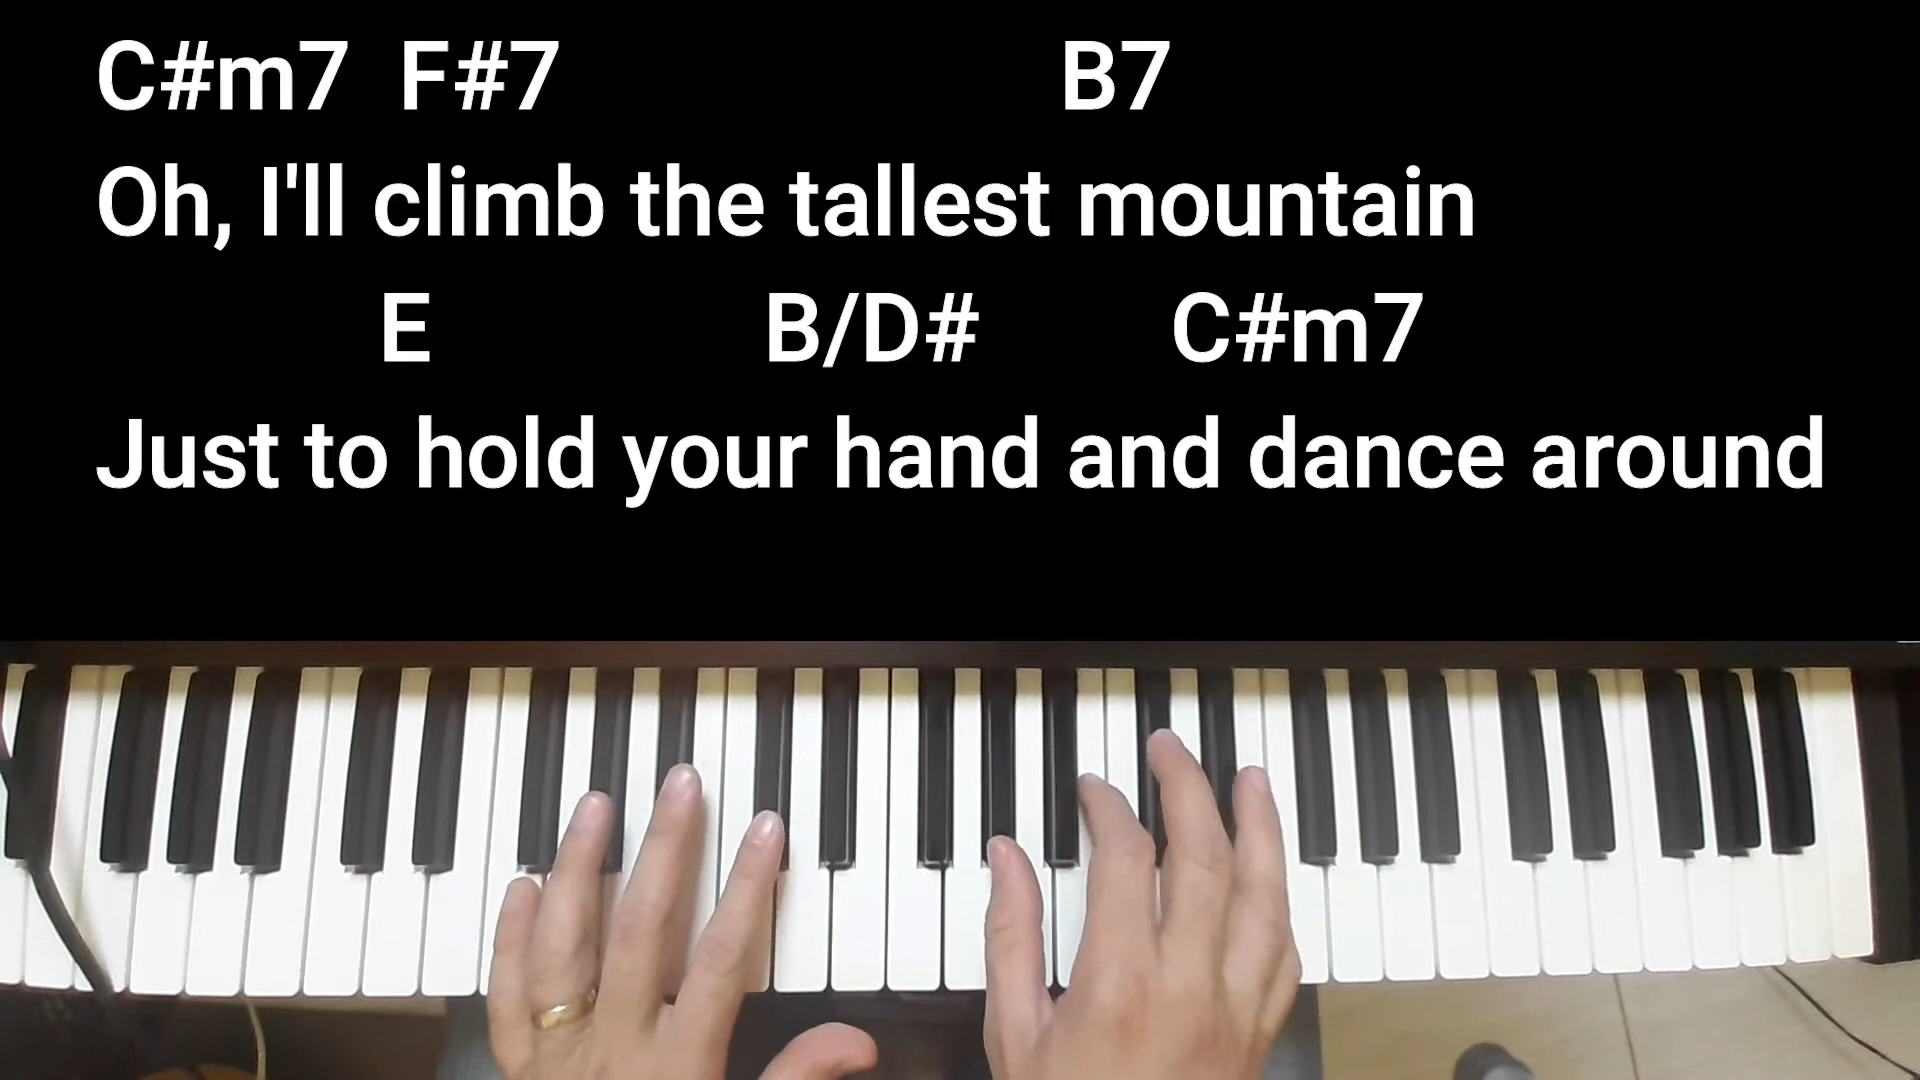 C#m7 F#7 B7
Oh, I'll climb the tallest mountain
E B/D# C#m7
Just to hold your hand and dance around